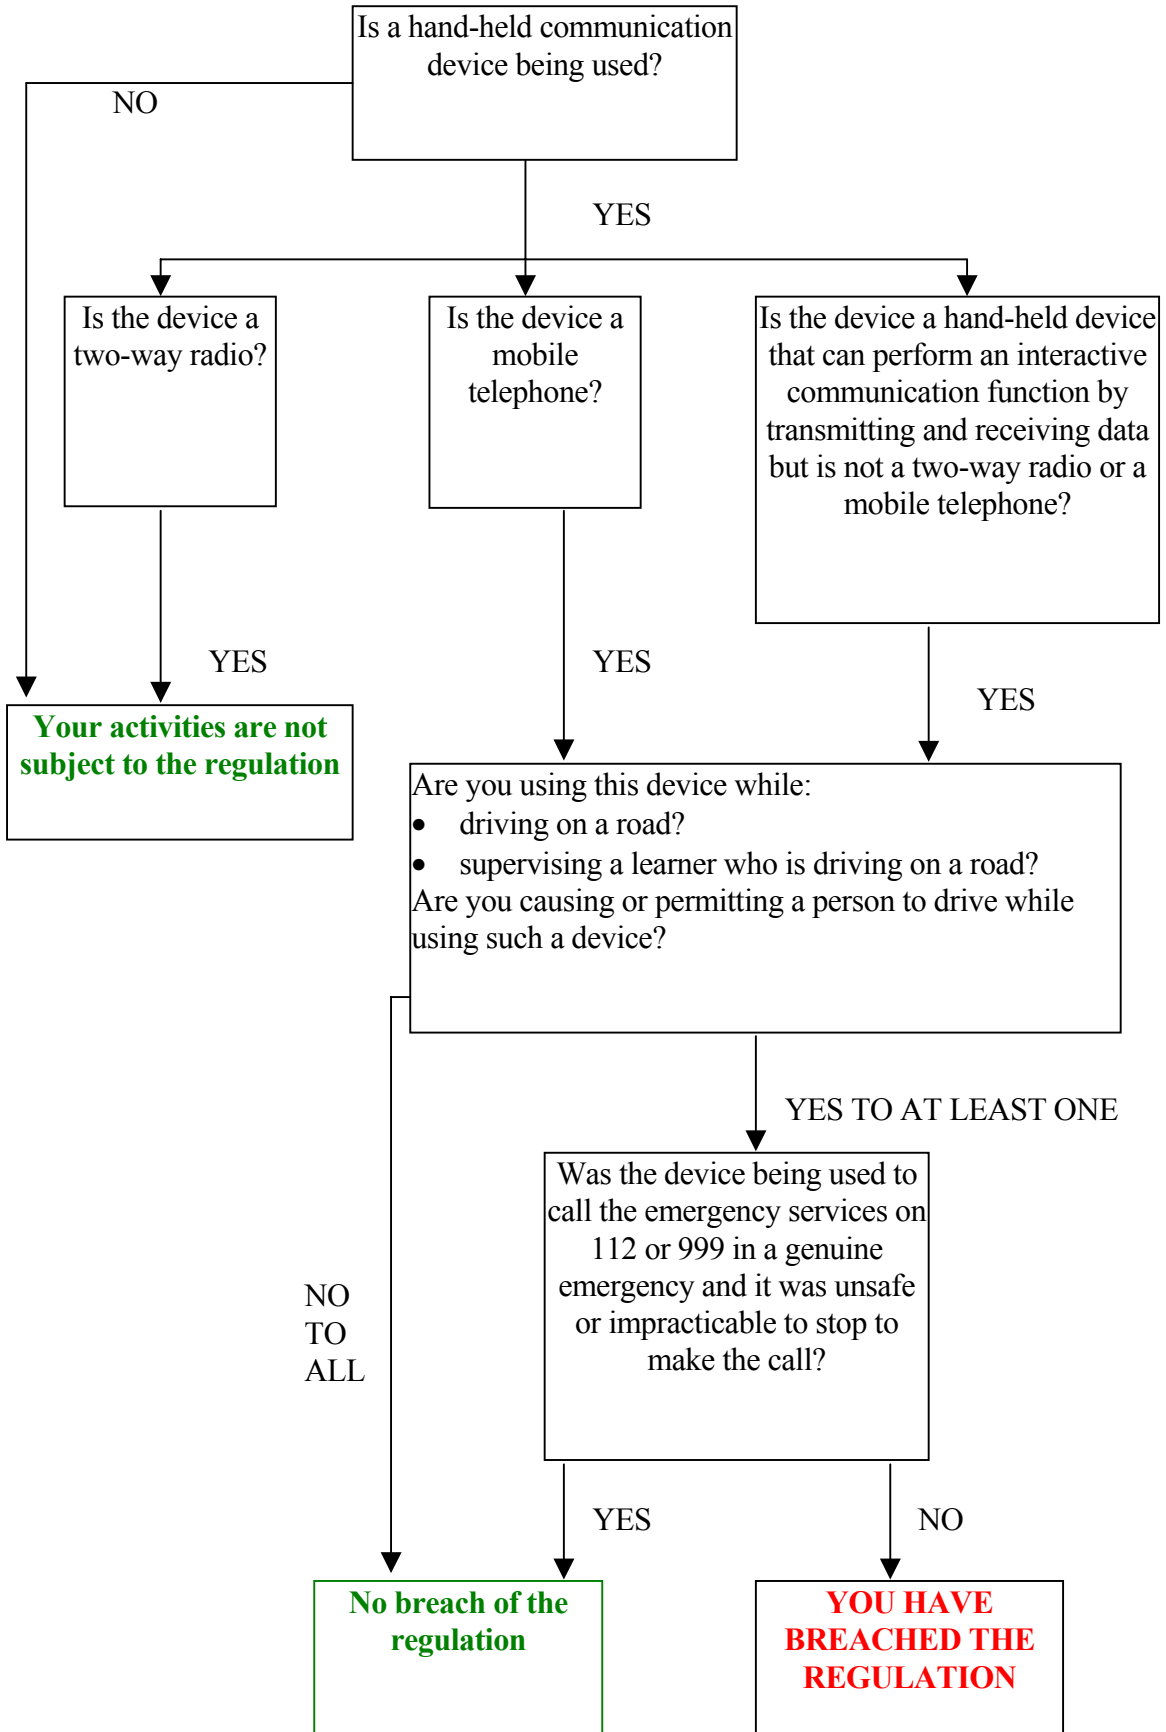 Is a hand-held communication
device being used?
NO
YES
Is the device a
two-way radio?
Is the device a
mobile
telephone?
Is the device a hand-held device
that can perform an interactive
communication function by
transmitting and receiving data
but is not a two-way radio or a
mobile telephone?
YES
YES
YES
Your activities are not
subject to the regulation
Are you using this device while:
• driving on a road?
• supervising a learner who is driving on a road?
Are you causing or permitting a person to drive while
using such a device?
YES TO AT LEAST ONE
Was the device being used to
call the emergency services on
112 or 999 in a genuine
emergency and it was unsafe
or impracticable to stop to
make the call?
NO
TO
ALL
YES
NO
No breach of the
regulation
YOU HAVE
BREACHED THE
REGULATION